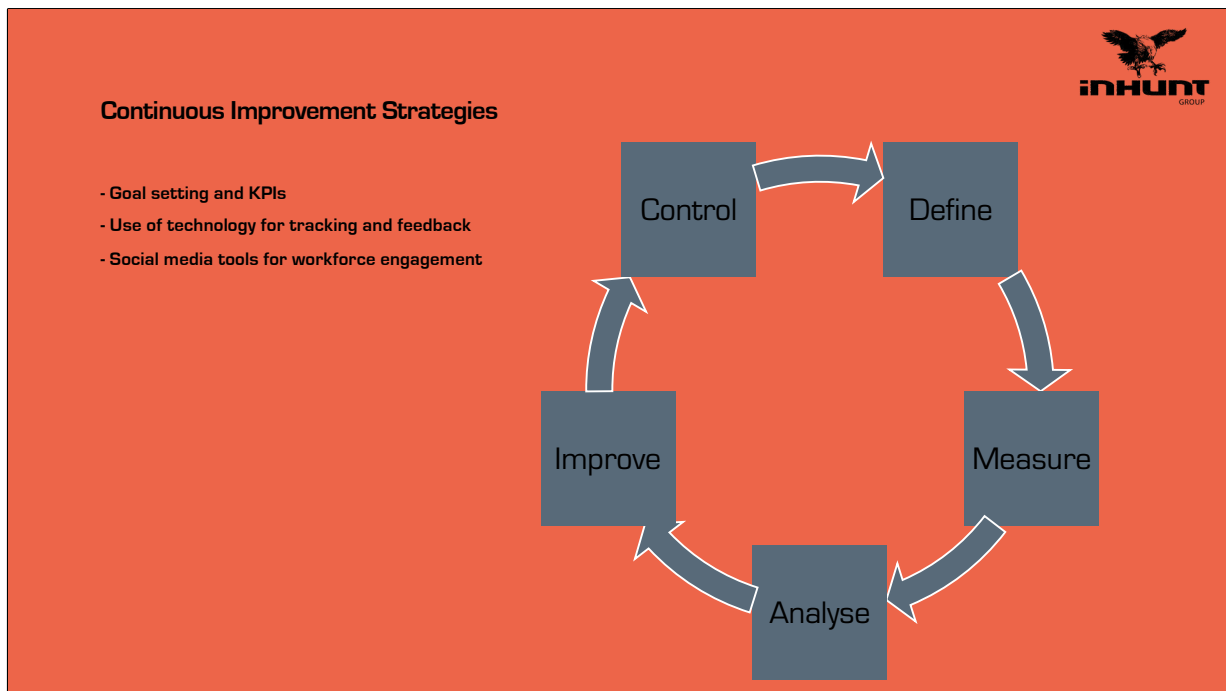 iNHUNT
GROUP
Continuous Improvement Strategies
- Goal setting and KPIs
- Use of technology for tracking and feedback
- Social media tools for workforce engagement
Control
Define
Improve
Measure
Analyse